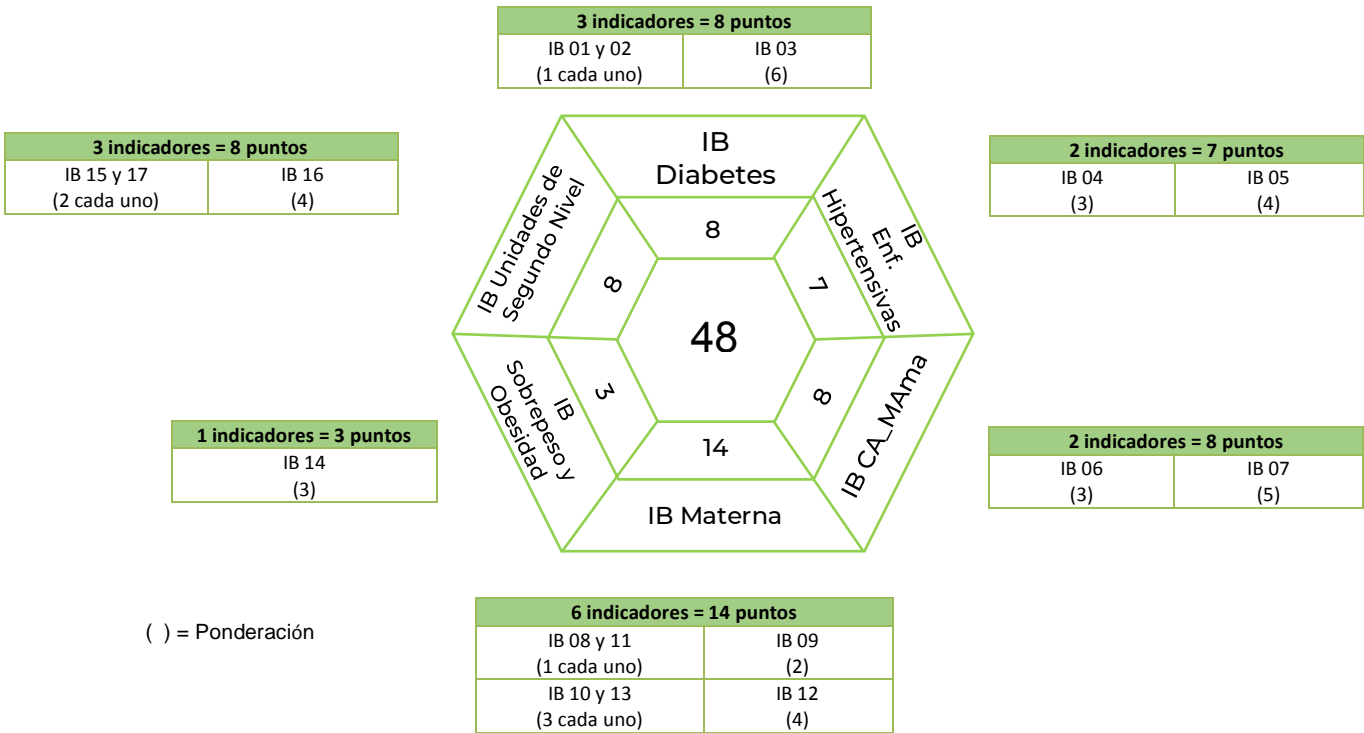 3 indicadores = 8 puntos
IB 01 y 02
(1 cada uno)
IB 03
(6)
3 indicadores = 8 puntos
IB 15 y 17
(2 cada uno)
IB 16
(4)
2 indicadores = 7 puntos
IB 04
(3)
IB 05
(4)
IB
Diabetes
8
IB Unidades de
Segundo Nivel
8
IB
Enf.
Hipertensivas
7
48
IB
Sobrepeso y
Obesidad
3
IB CA_MAma
8
14
IB Materna
1 indicadores = 3 puntos
IB 14
(3)
2 indicadores = 8 puntos
IB 06
(3)
IB 07
(5)
( ) = Ponderación
6 indicadores = 14 puntos
IB 08 y 11
(1 cada uno)
IB 09
(2)
IB 10 y 13
(3 cada uno)
IB 12
(4)